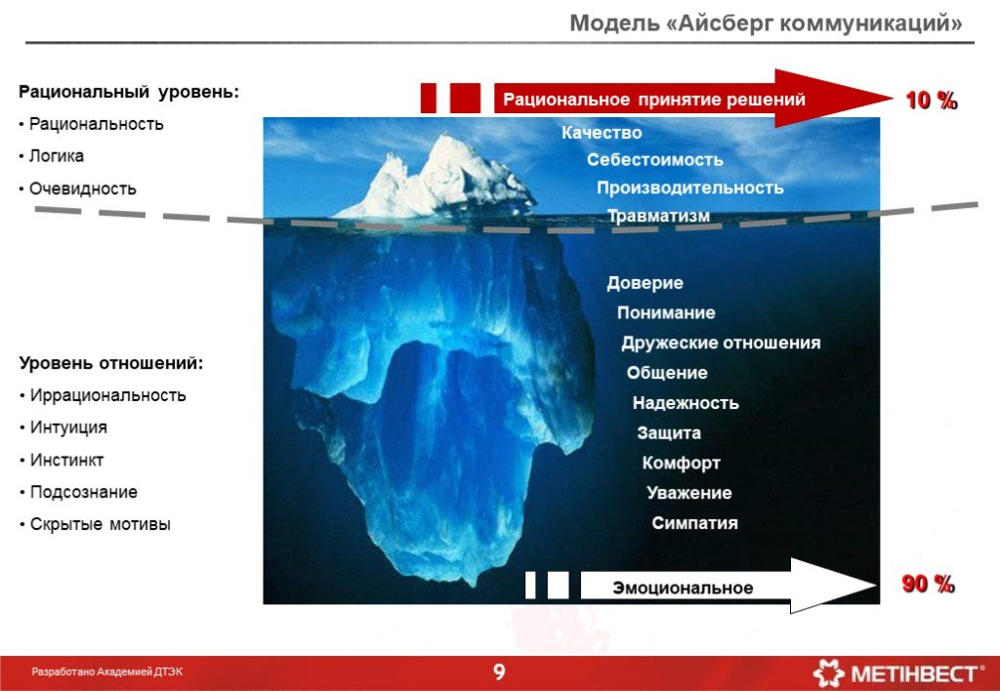 Модель «Айсберг коммуникаций»
Рациональный уровень:
• Рациональность
• Логика
• Очевидность
Рациональное принятие решений
10 %
Качество
Себестоимость
Производительность
Травматизм
Доверие
Понимание
Дружеские отношения
Общение
Надежность
Защита
Комфорт
Уважение
Симпатия
Уровень отношений:
• Иррациональность
• Интуиция
• Инстинкт
• Подсознание
• Скрытые мотивы
Эмоциональное
90 %
Разработано Академией ДТЭК
9
МЕТІНВЕСТ®